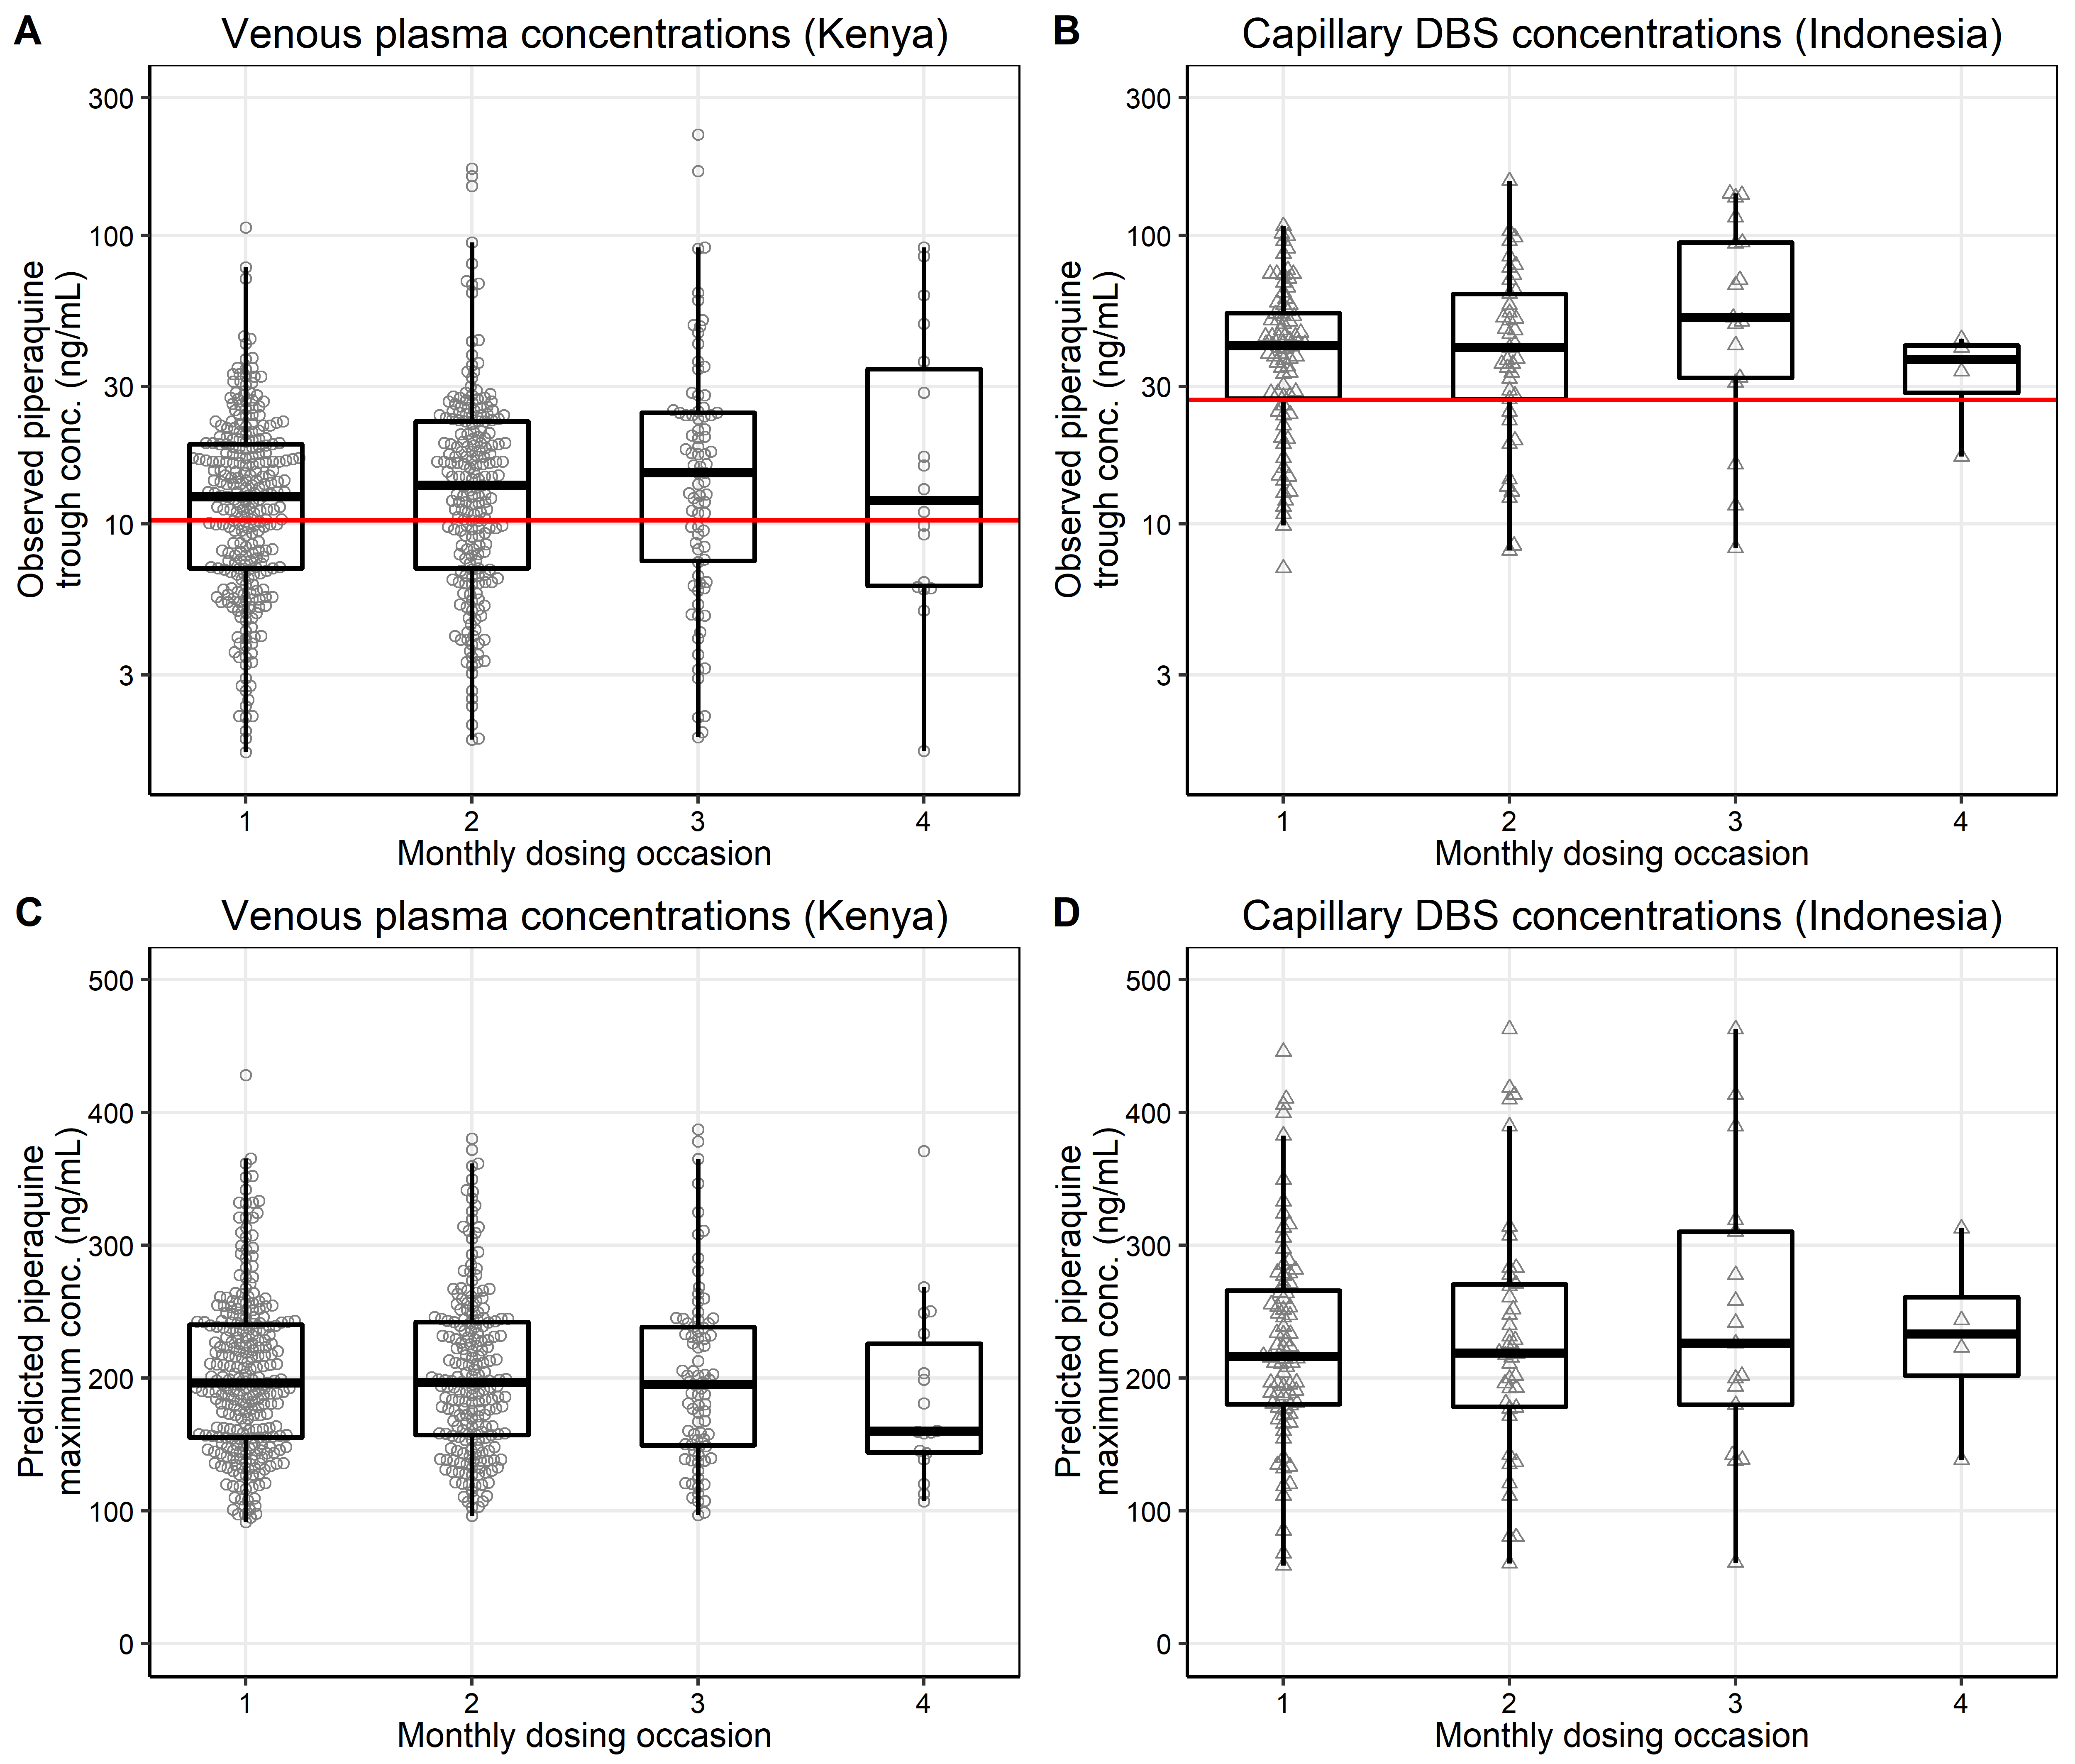 A
Venous plasma concentrations (Kenya)
Observed piperaquine
trough conc. (ng/mL)
300
100
30
10
3
1 2 3 4
Monthly dosing occasion
B
Capillary DBS concentrations (Indonesia)
Observed piperaquine
trough conc. (ng/mL)
300
100
30
10
3
1 2 3 4
Monthly dosing occasion
C
Venous plasma concentrations (Kenya)
Predicted piperaquine
maximum conc. (ng/mL)
500
400
300
200
100
0
1 2 3 4
Monthly dosing occasion
D
Capillary DBS concentrations (Indonesia)
Predicted piperaquine
maximum conc. (ng/mL)
500
400
300
200
100
0
1 2 3 4
Monthly dosing occasion